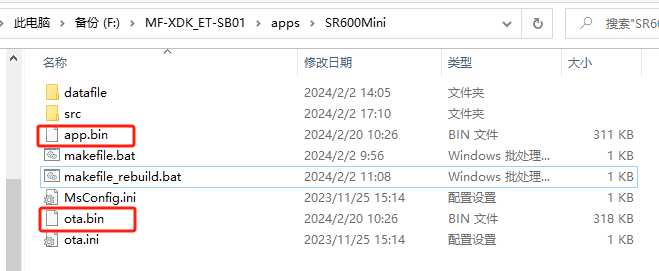 此电脑 > 备份 (F:) > MF-XDK_ET-SB01 > apps > SR600Mini 搜索"SR6
名称 修改日期 类型 大小
datafile 2024/2/2 14:05 文件夹
src 2024/2/2 17:10 文件夹
app.bin 2024/2/20 10:26 BIN 文件 311 KB
makefile.bat 2024/2/2 9:56 Windows 批处理... 1 KB
makefile_rebuild.bat 2024/2/2 11:08 Windows 批处理... 1 KB
MsConfig.ini 2023/11/25 15:14 配置设置 1 KB
ota.bin 2024/2/20 10:26 BIN 文件 318 KB
ota.ini 2023/11/25 15:14 配置设置 1 KB